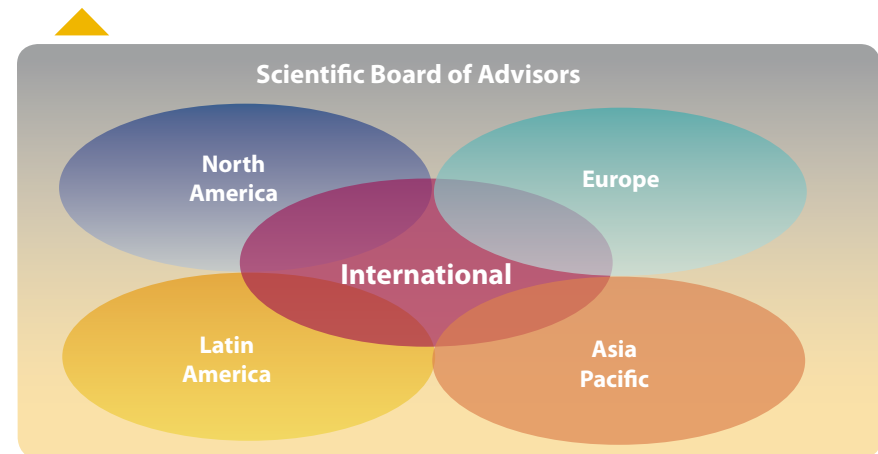 Scientific Board of Advisors
North
America
Europe
International
Latin
America
Asia
Pacific